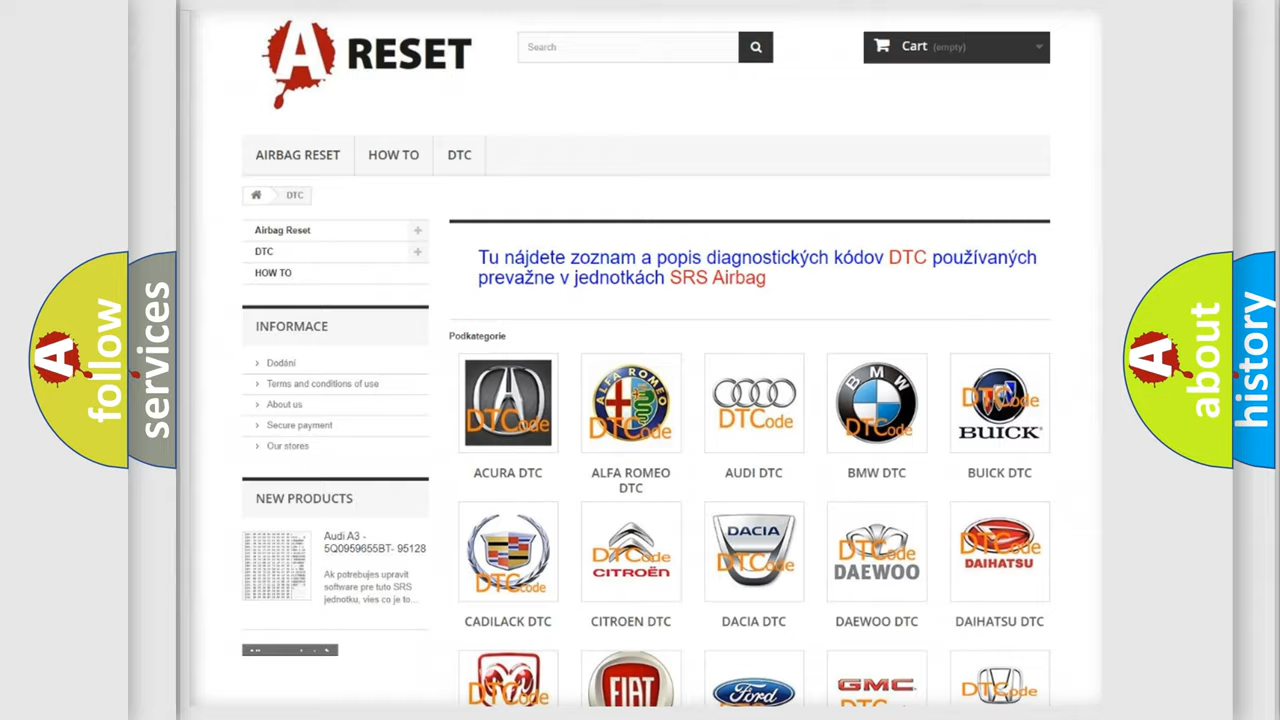 A RESET
Search
Cart (empty)
AIRBAG RESET
HOW TO
DTC
DTC
Airbag Reset
DTC
HOW TO
INFORMACE
Dodání
Terms and conditions of use
About us
Secure payment
Our stores
NEW PRODUCTS
Audi A3 -
5Q0959655BT- 95128
Ak potrebujes upravit
software pre tuto SRS
jednotku, vies co je to...
Tu nájdete zoznam a popis diagnostických kódov DTC používaných
prevažne v jednotkách SRS Airbag
Podkategorie
DTCode
ALFA ROMEO
DTCode
DTCode
BMW
DTCode
DTCode
BUICK
ACURA DTC
ALFA ROMEO
DTC
AUDI DTC
BMW DTC
BUICK DTC
DTCode
DTCode
CITROËN
DACIA
DTCode
DTCode
DAEWOO
DTCode
DAIHATSU
CADILACK DTC
CITROEN DTC
DACIA DTC
DAEWOO DTC
DAIHATSU DTC
DTCode
FIAT
Ford
GMC
DTCode
A
follow
services
A
about
history